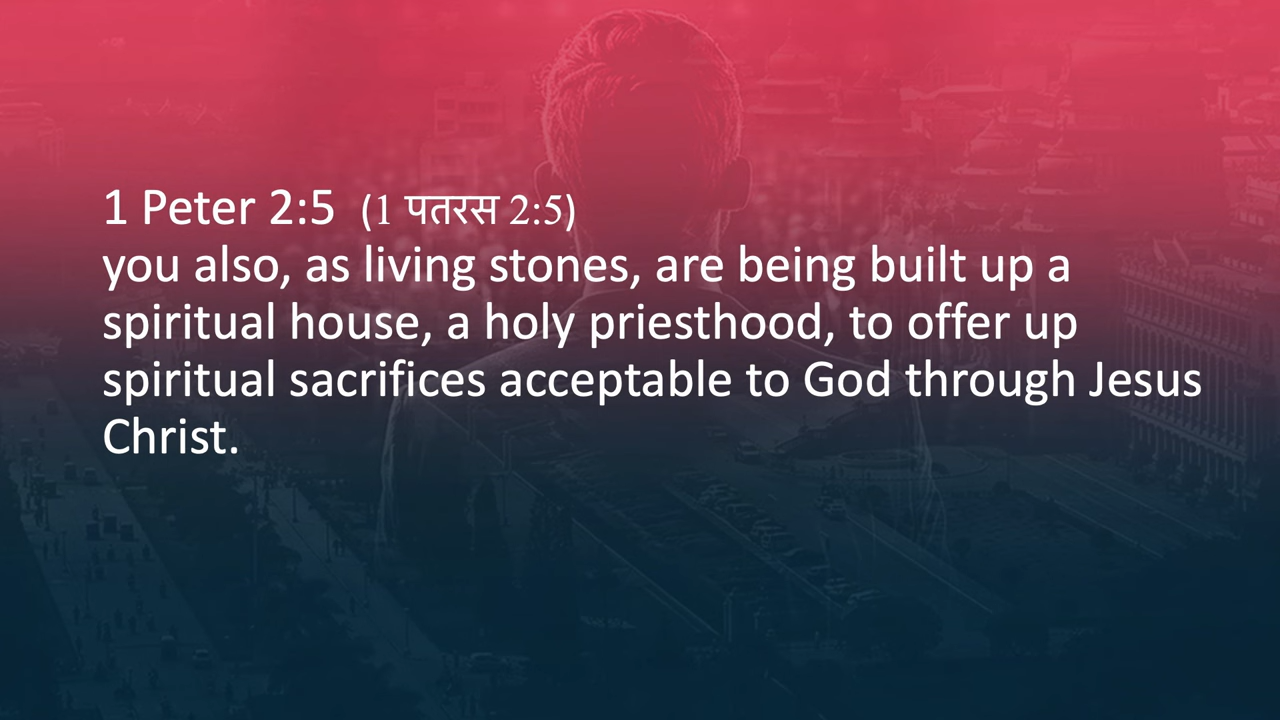 1 Peter 2:5 (1 पतरस 2:5)
you also, as living stones, are being built up a
spiritual house, a holy priesthood, to offer up
spiritual sacrifices acceptable to God through Jesus
Christ.